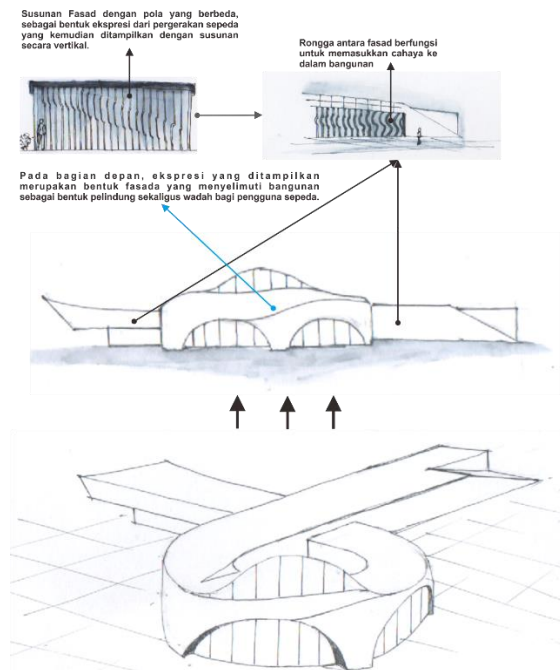 Susunan Fasad dengan pola yang berbeda,
sebagai bentuk ekspresi dari pergerakan sepeda
yang kemudian ditampilkan dengan susunan
secara vertikal.
Rongga antara fasad berfungsi
untuk memasukkan cahaya ke
dalam bangunan
Pada bagian depan, ekspresi yang ditampilkan
merupakan bentuk fasada yang menyelimuti bangunan
sebagai bentuk pelindung sekaligus wadah bagi pengguna sepeda.